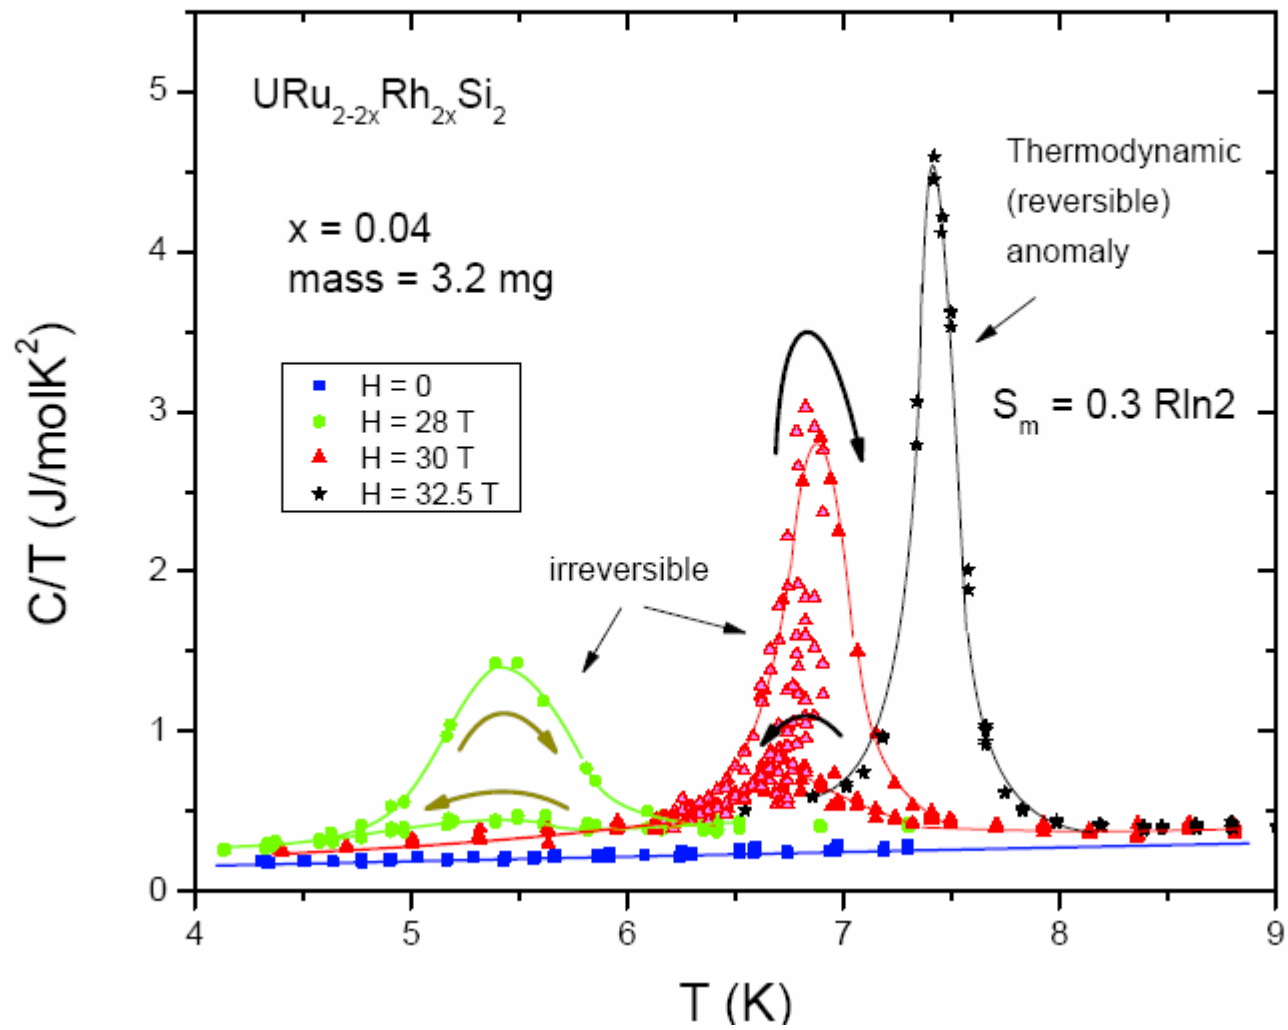 URu2-2xRh2xSi2
x = 0.04
mass = 3.2 mg
H = 0
H = 28 T
H = 30 T
H = 32.5 T
Thermodynamic
(reversible)
anomaly
Sm = 0.3 Rln2
irreversible
C/T (J/molK2)
5
4
3
2
1
0
4 5 6 7 8 9
T (K)